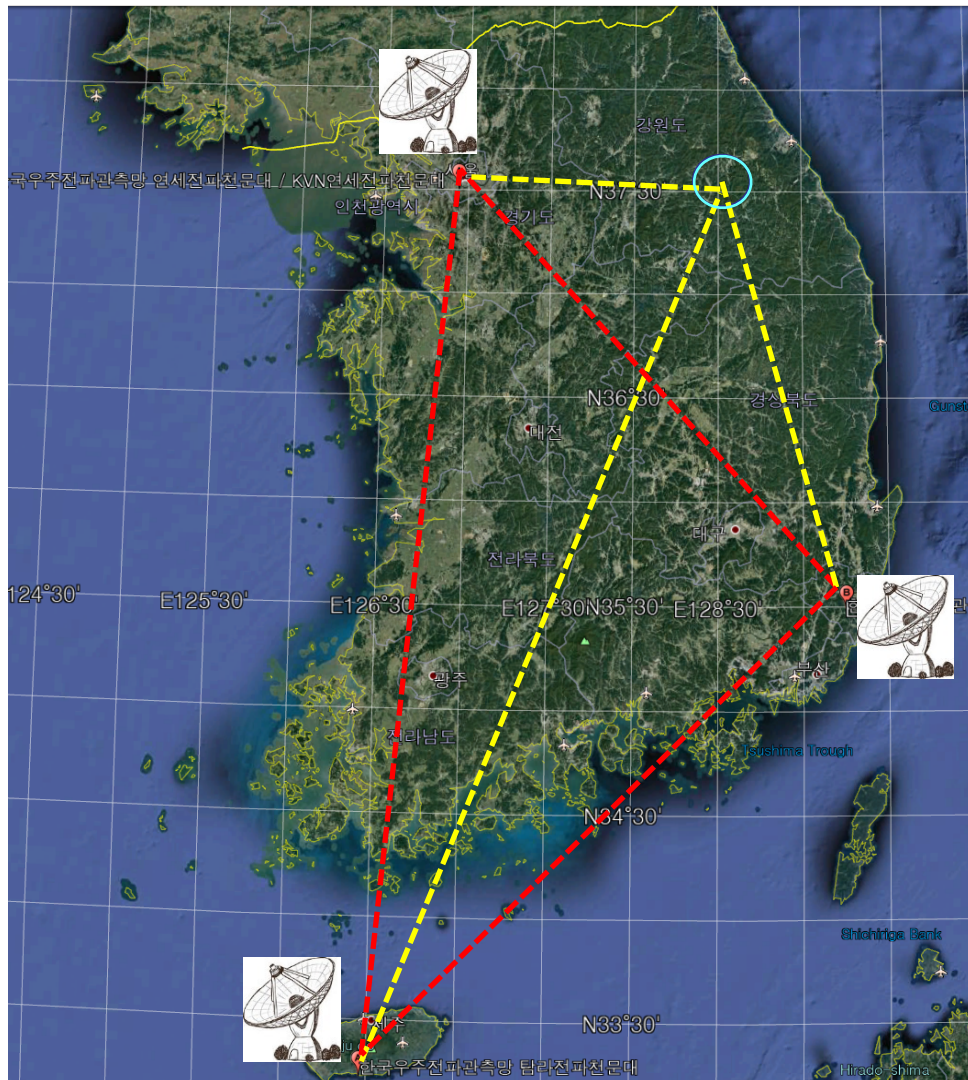 강원도
국우주전파관측망 연세전파천문대 / KVN연세전파천문대
N37°30'
인천광역시
경기도
N36°30'
경상북도
Gunst
대전
대구
전라북도
124°30'
E125°30'
E126°30'
E127°30'
N35°30'
E128°30'
E
관
B
부산
광주
전라남도
Tsushima Trough
N34°30'
Shichiriga Bank
제주
N33°30'
한국우주전파관측망 탐라전파천문대
Hirado shima